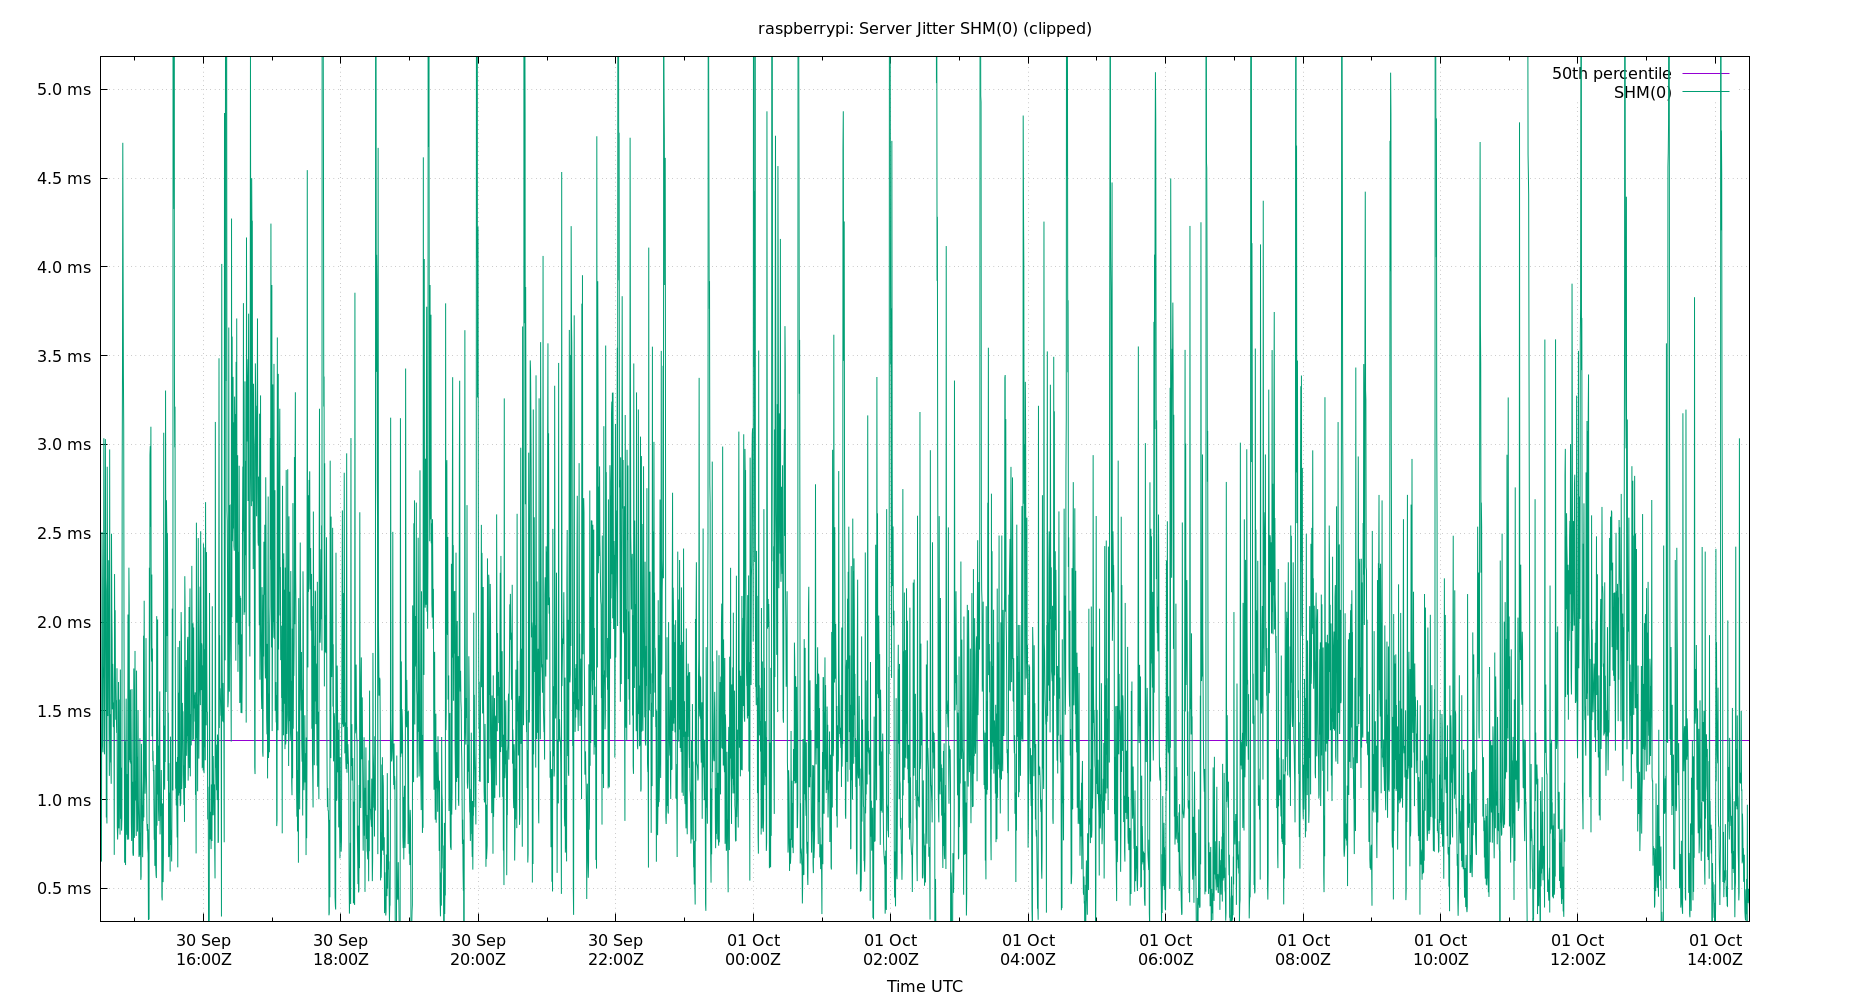 raspberrypi: Server Jitter SHM(0) (clipped)
50th percentile
SHM(0)
5.0 ms
4.5 ms
4.0 ms
3.5 ms
3.0 ms
2.5 ms
2.0 ms
1.5 ms
1.0 ms
0.5 ms
30 Sep 30 Sep 30 Sep 30 Sep 01 Oct 01 Oct 01 Oct 01 Oct 01 Oct 01 Oct 01 Oct 01 Oct
16:00Z 18:00Z 20:00Z 22:00Z 00:00Z 02:00Z 04:00Z 06:00Z 08:00Z 10:00Z 12:00Z 14:00Z
Time UTC